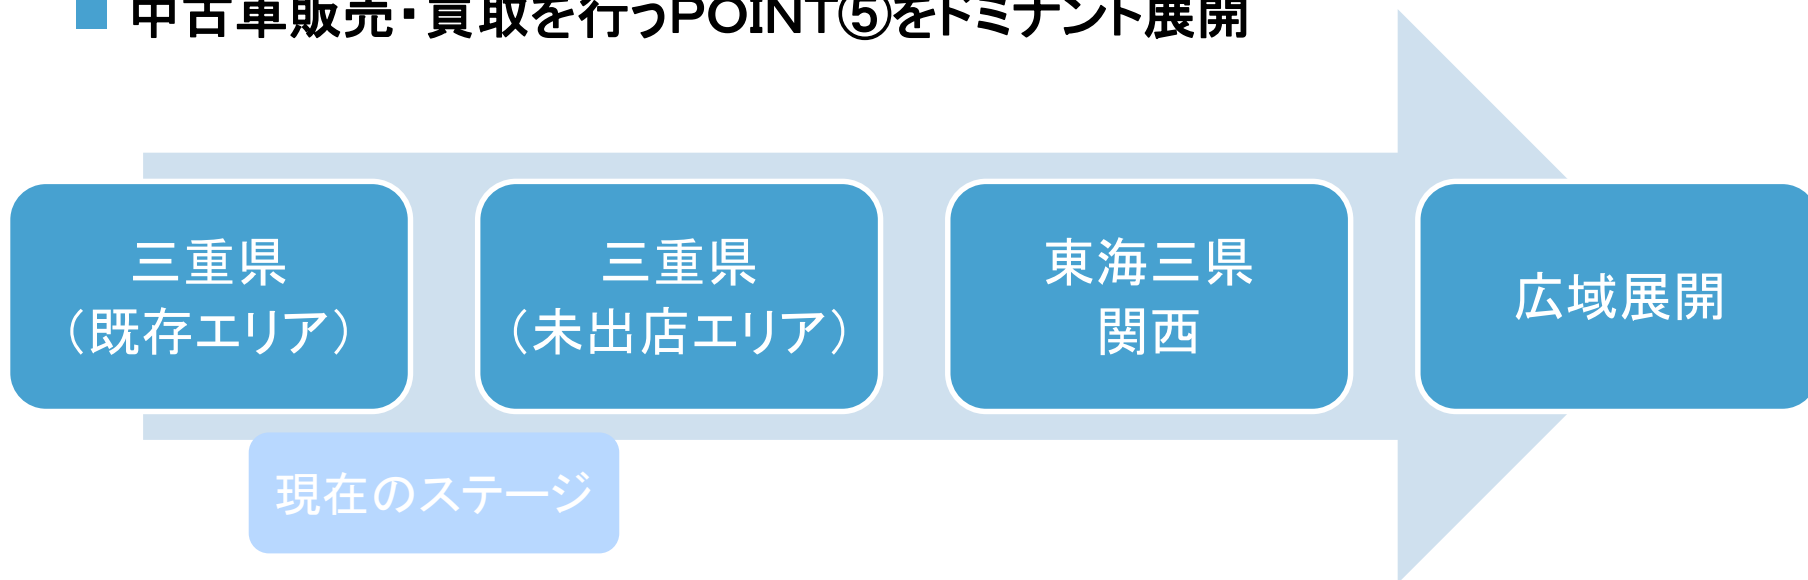 中古車販売・買取を行うPOINT⑤をドミナント展開
三重県
（既存エリア）
三重県
（未出店エリア）
東海三県
関西
広域展開
現在のステージ